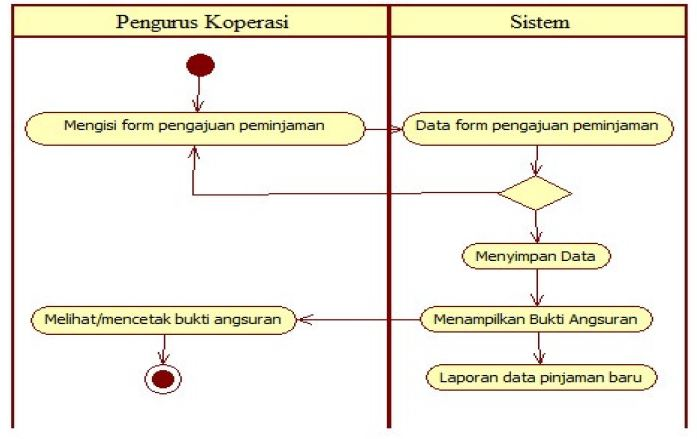 Pengurus Koperasi
Sistem
Mengisi form pengajuan peminjaman
Data form pengajuan peminjaman
Menyimpan Data
Melihat/mencetak bukti angsuran
Menampilkan Bukti Angsuran
Laporan data pinjaman baru